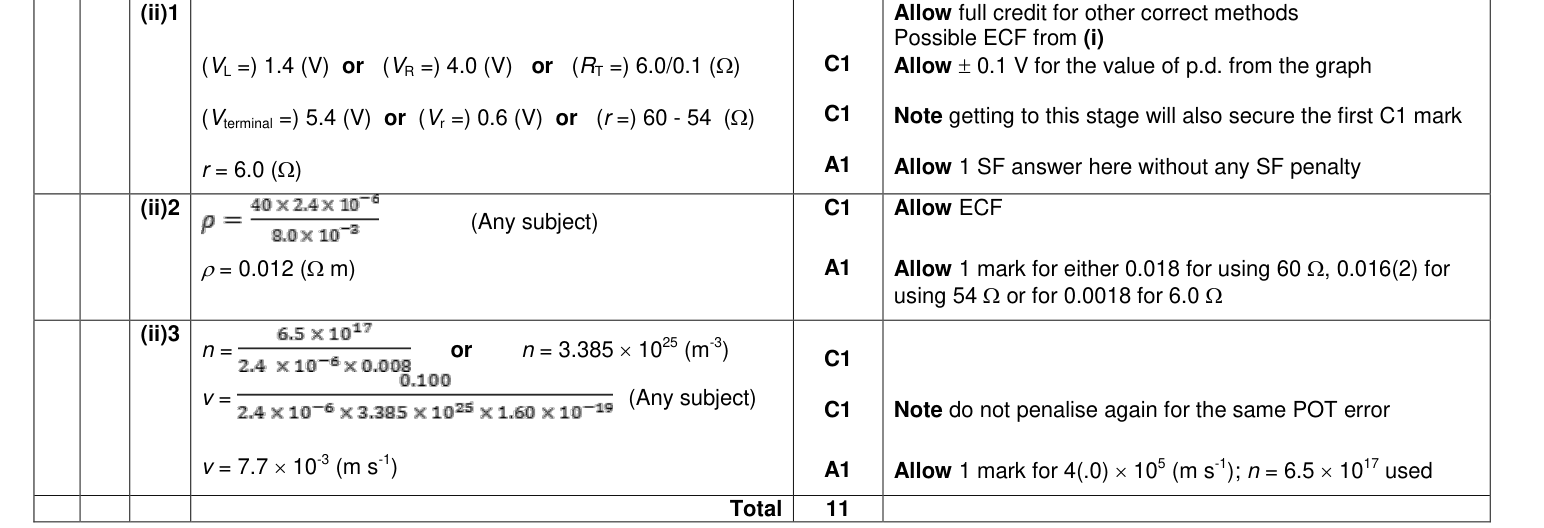 (ii)1
Allow full credit for other correct methods
Possible ECF from (i)
(V_L =) 1.4 (V) or (V_R =) 4.0 (V) or (R_T =) 6.0/0.1 (Ω) C1 Allow ± 0.1 V for the value of p.d. from the graph
(V_terminal =) 5.4 (V) or (V_r =) 0.6 (V) or (r =) 60 - 54 (Ω) C1 Note getting to this stage will also secure the first C1 mark
r = 6.0 (Ω) A1 Allow 1 SF answer here without any SF penalty
(ii)2 ρ = (40 × 2.4 × 10⁻⁶)/(8.0 × 10⁻³) (Any subject) C1 Allow ECF
ρ = 0.012 (Ω m) A1 Allow 1 mark for either 0.018 for using 60 Ω, 0.016(2) for
using 54 Ω or for 0.0018 for 6.0 Ω
(ii)3 n = (6.5 × 10¹⁷)/(2.4 × 10⁻⁶ × 0.008) or n = 3.385 × 10²⁵ (m⁻³) C1
v = (0.100)/(2.4 × 10⁻⁶ × 3.385 × 10²⁵ × 1.60 × 10⁻¹⁹) (Any subject) C1 Note do not penalise again for the same POT error
v = 7.7 × 10⁻³ (m s⁻¹) A1 Allow 1 mark for 4(.0) × 10⁵ (m s⁻¹); n = 6.5 × 10¹⁷ used
Total 11